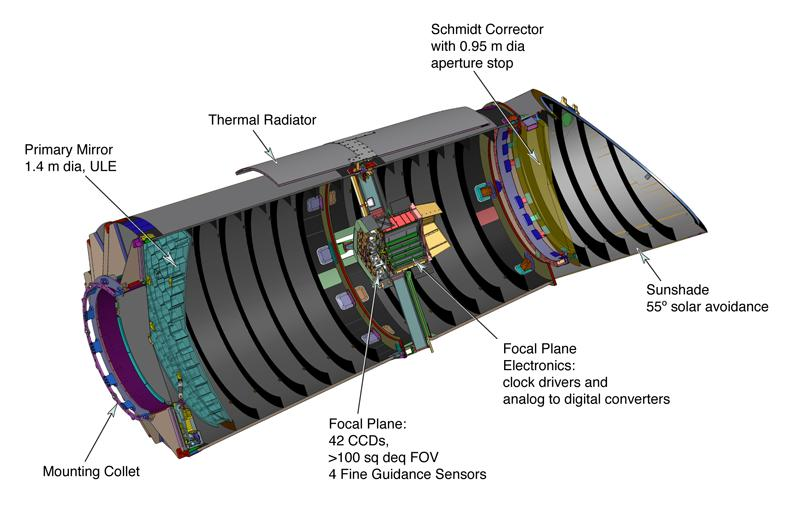 Schmidt Corrector
with 0.95 m dia
aperture stop
Thermal Radiator
Primary Mirror
1.4 m dia, ULE
Sunshade
55º solar avoidance
Focal Plane
Electronics:
clock drivers and
analog to digital converters
Focal Plane:
42 CCDs,
>100 sq deq FOV
4 Fine Guidance Sensors
Mounting Collet